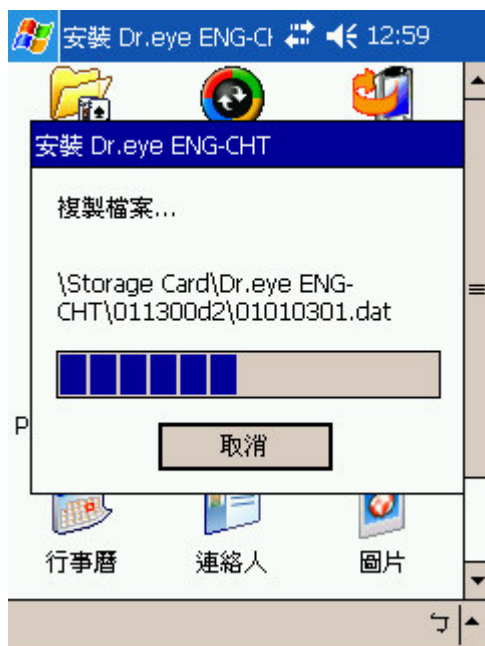 安裝 Dr.eye ENG-CH 12:59
安裝 Dr.eye ENG-CHT
複製檔案...
\Storage Card\Dr.eye ENG-
CHT\011300d2\01010301.dat
P
取消
行事曆 連絡人 圖片
ㄅ